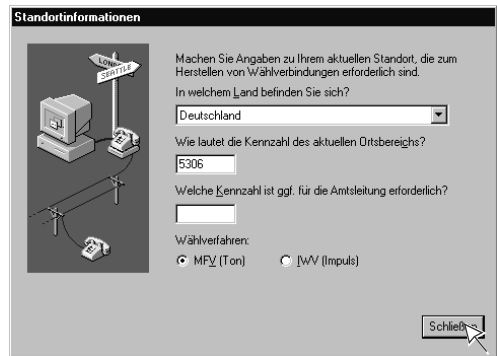 Standortinformationen
LONDON
SEATTLE
Machen Sie Angaben zu Ihrem aktuellen Standort, die zum
Herstellen von Wählverbindungen erforderlich sind.
In welchem Land befinden Sie sich?
Deutschland
Wie lautet die Kennzahl des aktuellen Ortsbereichs?
5306
Welche Kennzahl ist ggf. für die Amtsleitung erforderlich?
Wählverfahren:
MFV (Ton) IWV (Impuls)
Schließen